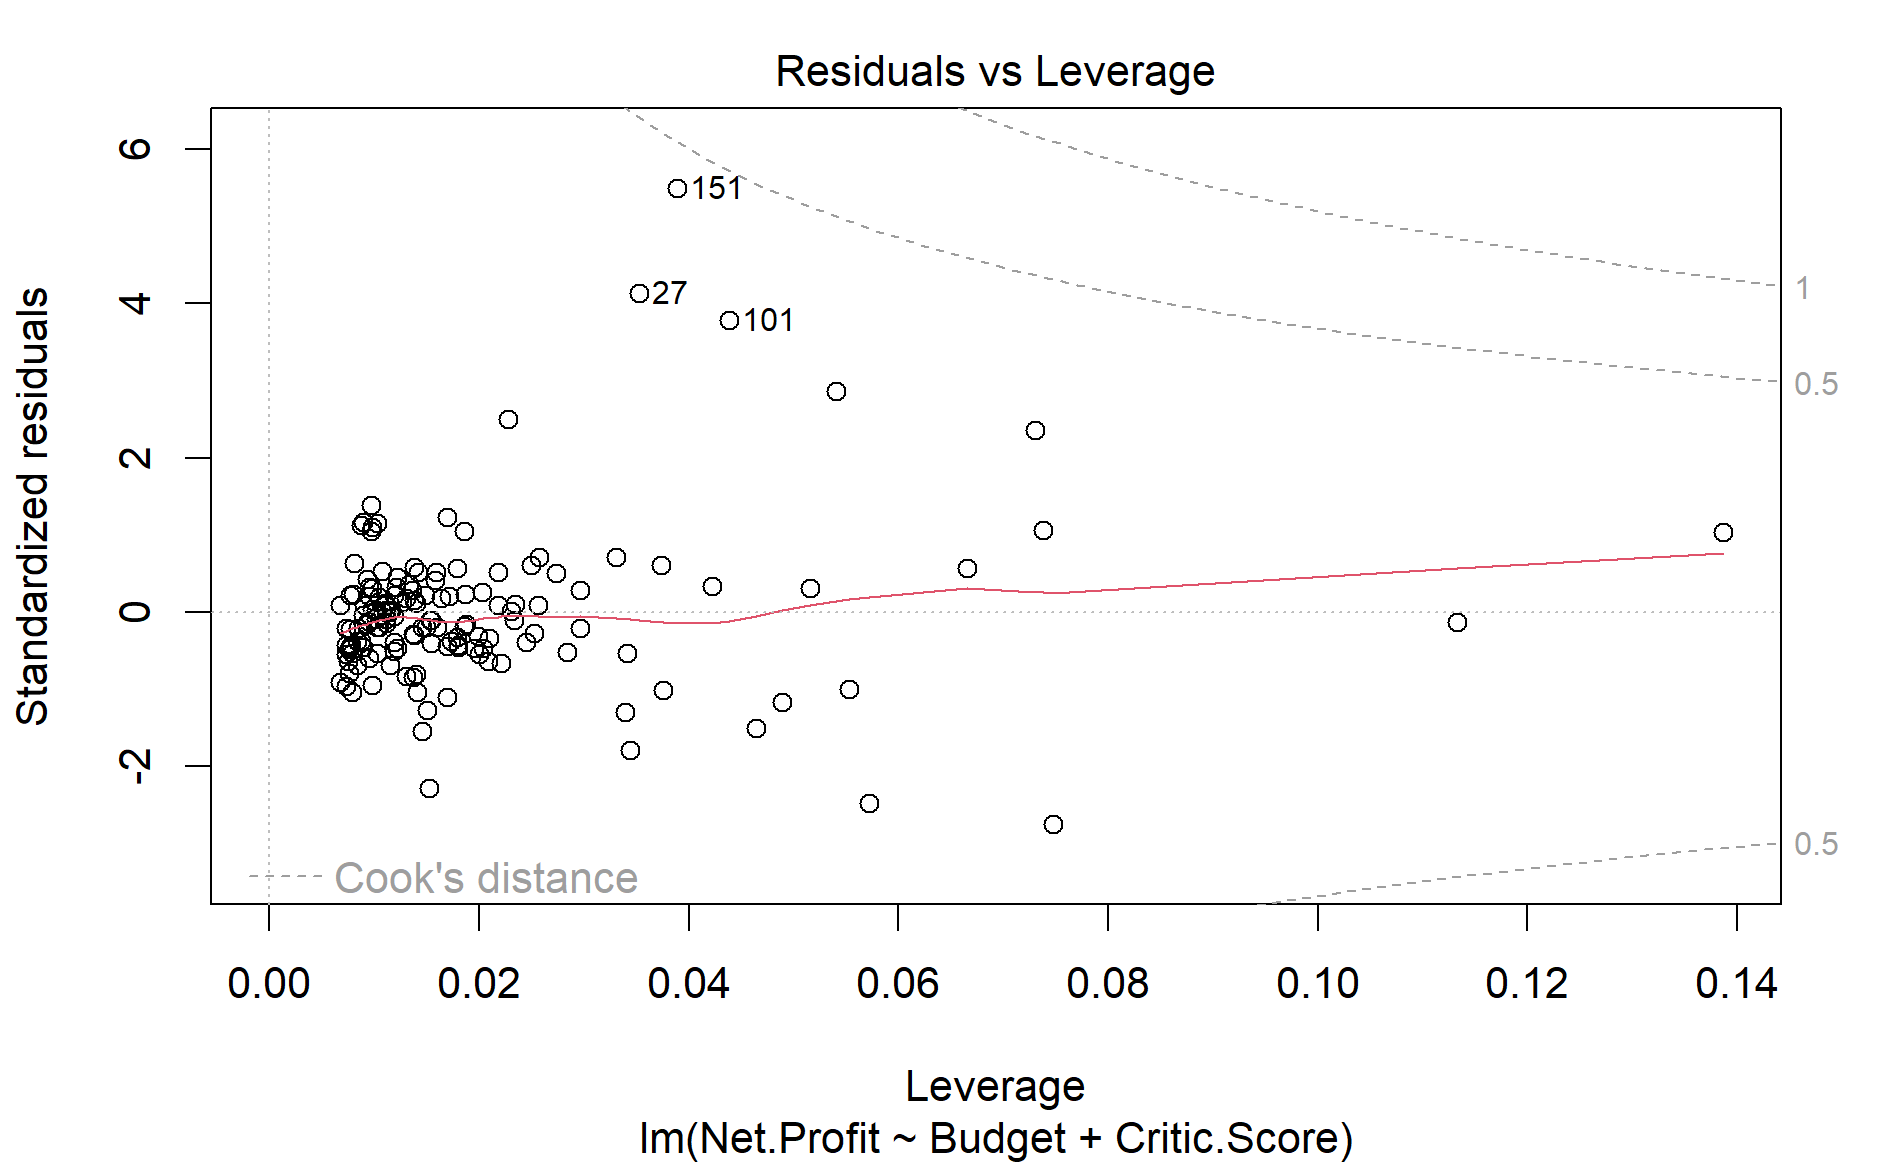 Residuals vs Leverage
Standardized residuals
6
4
2
0
-2
151
27
101
1
0.5
0.5
Cook's distance
0.00 0.02 0.04 0.06 0.08 0.10 0.12 0.14
Leverage
lm(Net.Profit ~ Budget + Critic.Score)